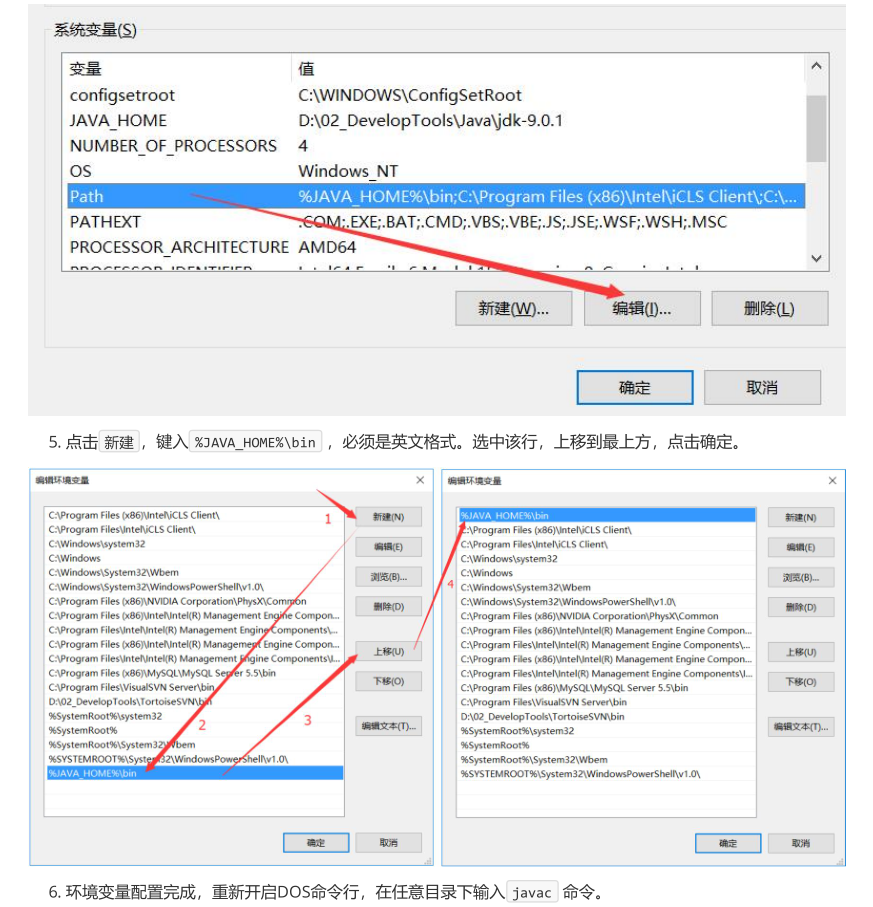 系统变量(S)
变量 值
configsetroot C:\WINDOWS\ConfigSetRoot
JAVA_HOME D:\02_DevelopTools\Java\jdk-9.0.1
NUMBER_OF_PROCESSORS 4
OS Windows_NT
Path %JAVA_HOME%\bin;C:\Program Files (x86)\Intel\iCLS Client\;C:\...
PATHEXT .COM;.EXE;.BAT;.CMD;.VBS;.VBE;.JS;.JSE;.WSF;.WSH;.MSC
PROCESSOR_ARCHITECTURE AMD64
新建(W)... 编辑(I)... 删除(L)
确定 取消
5. 点击 新建 ，键入 %JAVA_HOME%\bin ，必须是英文格式。选中该行，上移到最上方，点击确定。
编辑环境变量
C:\Program Files (x86)\Intel\iCLS Client\
C:\Program Files\Intel\iCLS Client\
C:\Windows\system32
C:\Windows
C:\Windows\System32\Wbem
C:\Windows\System32\WindowsPowerShell\v1.0\
C:\Program Files (x86)\NVIDIA Corporation\PhysX\Common
C:\Program Files (x86)\Intel\Intel(R) Management Engine Compon...
C:\Program Files\Intel\Intel(R) Management Engine Components\...
C:\Program Files (x86)\Intel\Intel(R) Management Engine Compon...
C:\Program Files\Intel\Intel(R) Management Engine Components\I...
C:\Program Files (x86)\MySQL\MySQL Server 5.5\bin
C:\Program Files\VisualSVN Server\bin
D:\02_DevelopTools\TortoiseSVN\bin
%SystemRoot%\system32
%SystemRoot%
%SystemRoot%\System32\Wbem
%SYSTEMROOT%\System32\WindowsPowerShell\v1.0\
%JAVA_HOME%\bin
1
2
3
新建(N)
编辑(E)
浏览(B)...
删除(D)
上移(U)
下移(O)
编辑文本(T)...
确定 取消
编辑环境变量
%JAVA_HOME%\bin
C:\Program Files (x86)\Intel\iCLS Client\
C:\Program Files\Intel\iCLS Client\
C:\Windows\system32
C:\Windows
C:\Windows\System32\Wbem
C:\Windows\System32\WindowsPowerShell\v1.0\
C:\Program Files (x86)\NVIDIA Corporation\PhysX\Common
C:\Program Files (x86)\Intel\Intel(R) Management Engine Compon...
C:\Program Files\Intel\Intel(R) Management Engine Components\...
C:\Program Files (x86)\Intel\Intel(R) Management Engine Compon...
C:\Program Files\Intel\Intel(R) Management Engine Components\I...
C:\Program Files (x86)\MySQL\MySQL Server 5.5\bin
C:\Program Files\VisualSVN Server\bin
D:\02_DevelopTools\TortoiseSVN\bin
%SystemRoot%\system32
%SystemRoot%
%SystemRoot%\System32\Wbem
%SYSTEMROOT%\System32\WindowsPowerShell\v1.0\
4
新建(N)
编辑(E)
浏览(B)...
删除(D)
上移(U)
下移(O)
编辑文本(T)...
确定 取消
6. 环境变量配置完成，重新开启DOS命令行，在任意目录下输入 javac 命令。